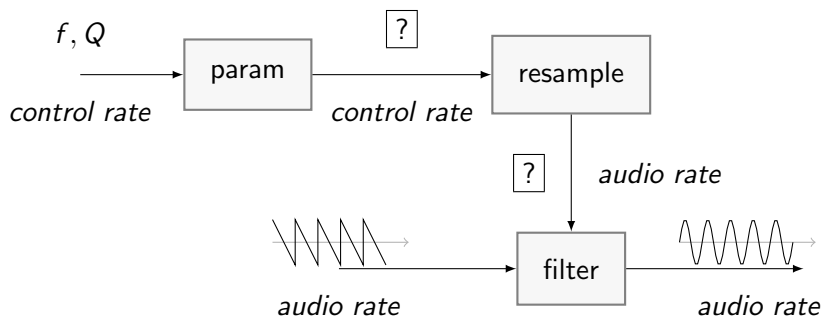 f, Q
?
param
resample
control rate
control rate
?
audio rate
filter
audio rate
audio rate